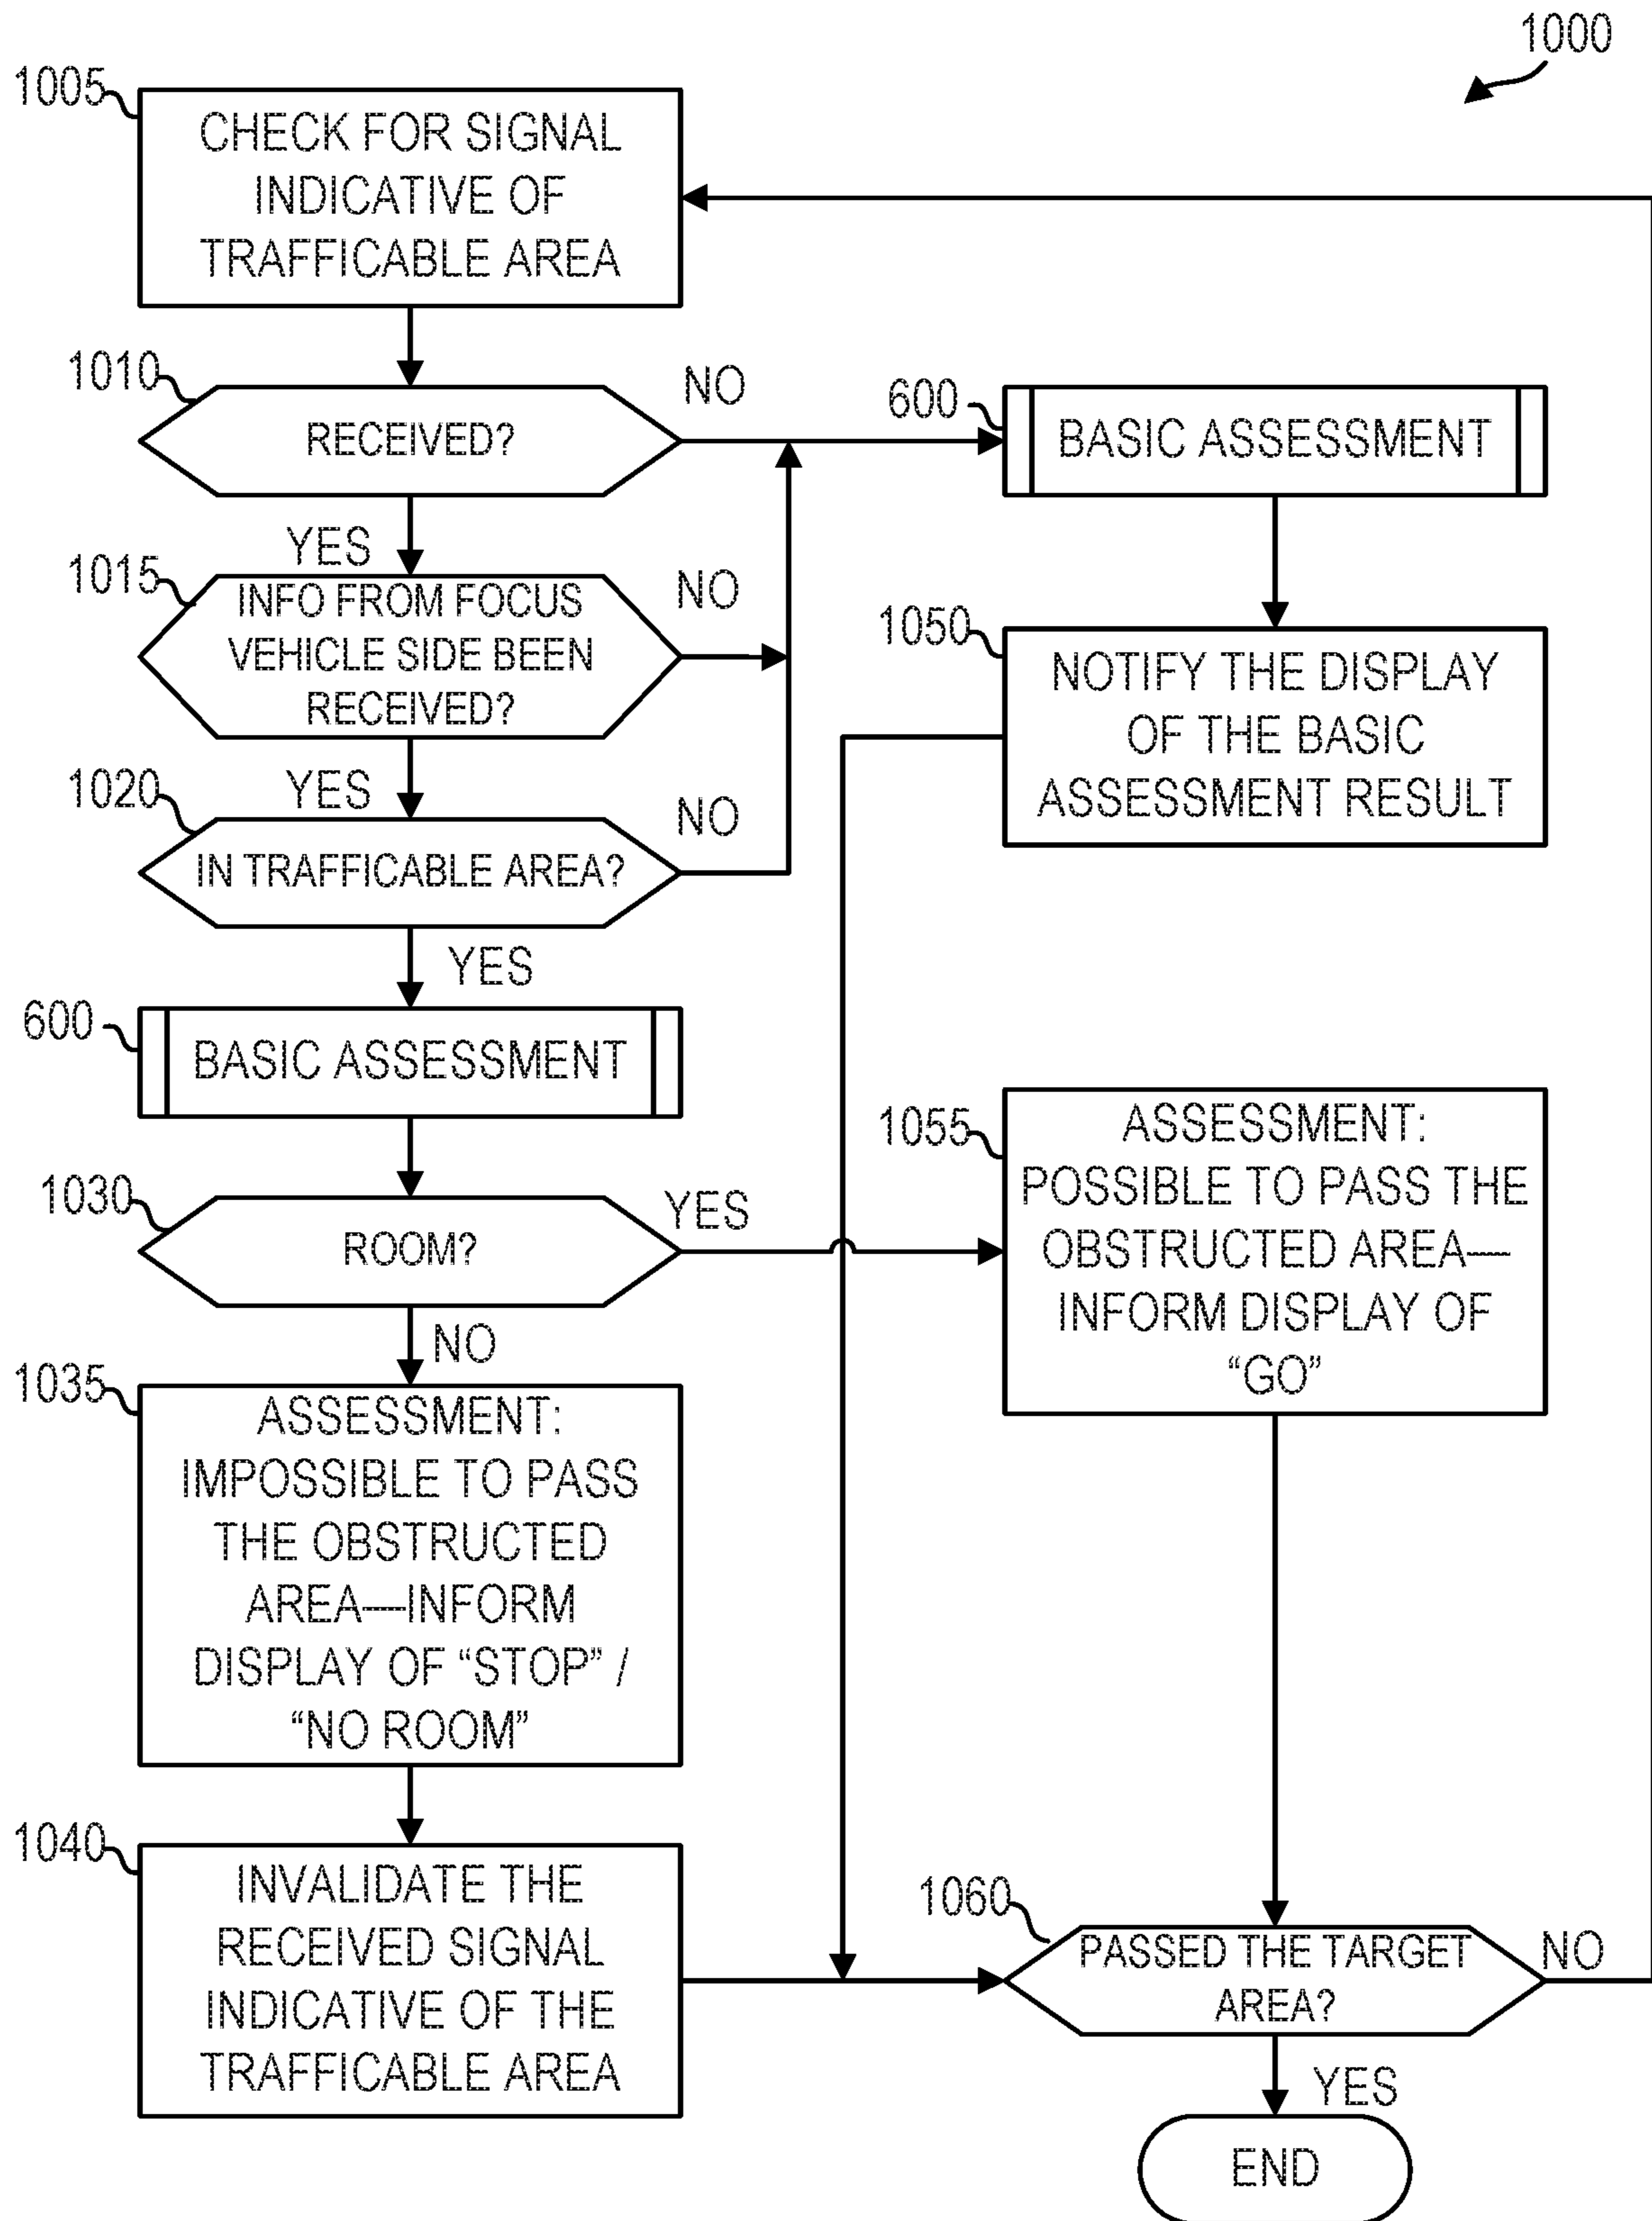 1000
1005
CHECK FOR SIGNAL
INDICATIVE OF
TRAFFICABLE AREA
1010
RECEIVED?
NO
YES
600
BASIC ASSESSMENT
1015
INFO FROM FOCUS
VEHICLE SIDE BEEN
RECEIVED?
NO
YES
1050
NOTIFY THE DISPLAY
OF THE BASIC
ASSESSMENT RESULT
1020
IN TRAFFICABLE AREA?
NO
YES
600
BASIC ASSESSMENT
1030
ROOM?
YES
NO
1055
ASSESSMENT:
POSSIBLE TO PASS THE
OBSTRUCTED AREA—
INFORM DISPLAY OF
“GO”
1035
ASSESSMENT:
IMPOSSIBLE TO PASS
THE OBSTRUCTED
AREA—INFORM
DISPLAY OF “STOP” /
“NO ROOM”
1040
INVALIDATE THE
RECEIVED SIGNAL
INDICATIVE OF THE
TRAFFICABLE AREA
1060
PASSED THE TARGET
AREA?
NO
YES
END